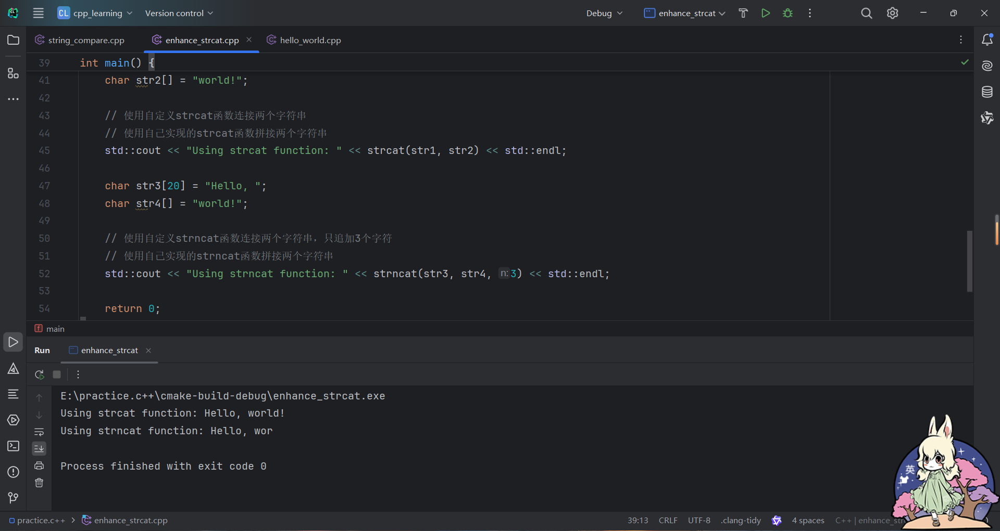 CL
CL cpp_learning Version control Debug enhance_strcat
string_compare.cpp enhance_strcat.cpp hello_world.cpp
39 int main() {
41 char str2[] = "world!";
42
43 // 使用自定义strcat函数连接两个字符串
44 // 使用自己实现的strcat函数拼接两个字符串
45 std::cout << "Using strcat function: " << strcat(str1, str2) << std::endl;
46
47 char str3[20] = "Hello, ";
48 char str4[] = "world!";
49
50 // 使用自定义strncat函数连接两个字符串，只追加3个字符
51 // 使用自己实现的strncat函数拼接两个字符串
52 std::cout << "Using strncat function: " << strncat(str3, str4, n:3) << std::endl;
53
54 return 0;
f main
Run enhance_strcat
E:\practice.c++\cmake-build-debug\enhance_strcat.exe
Using strcat function: Hello, world!
Using strncat function: Hello, wor
Process finished with exit code 0
英
practice.c++ > enhance_strcat.cpp 39:13 CRLF UTF-8 .clang-tidy 4 spaces C++ | enhance_str